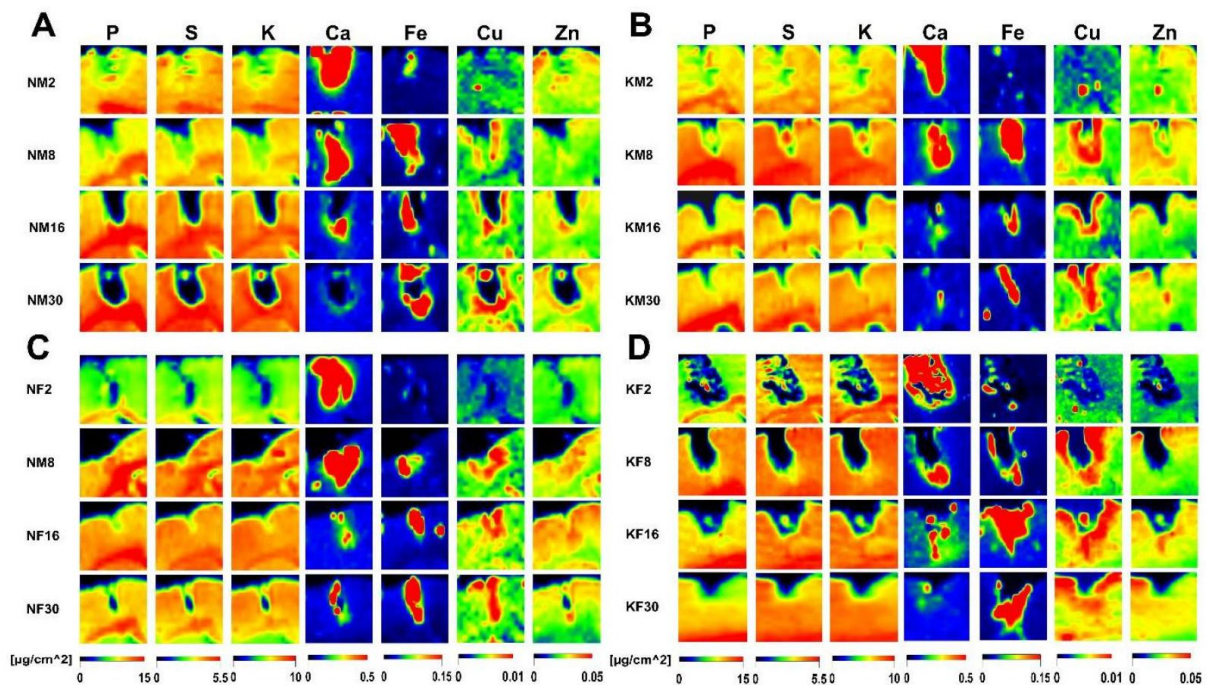 A B
P S K Ca Fe Cu Zn P S K Ca Fe Cu Zn
NM2 KM2
NM8 KM8
NM16 KM16
NM30 KM30
C D
NF2 KF2
NM8 KF8
NF16 KF16
NF30 KF30
[µg/cm^2]
0 15 0 5.5 0 10 0 0.5 0 0.15 0 0.01 0 0.05 0 15 0 5.5 0 10 0 0.5 0 0.15 0 0.01 0 0.05